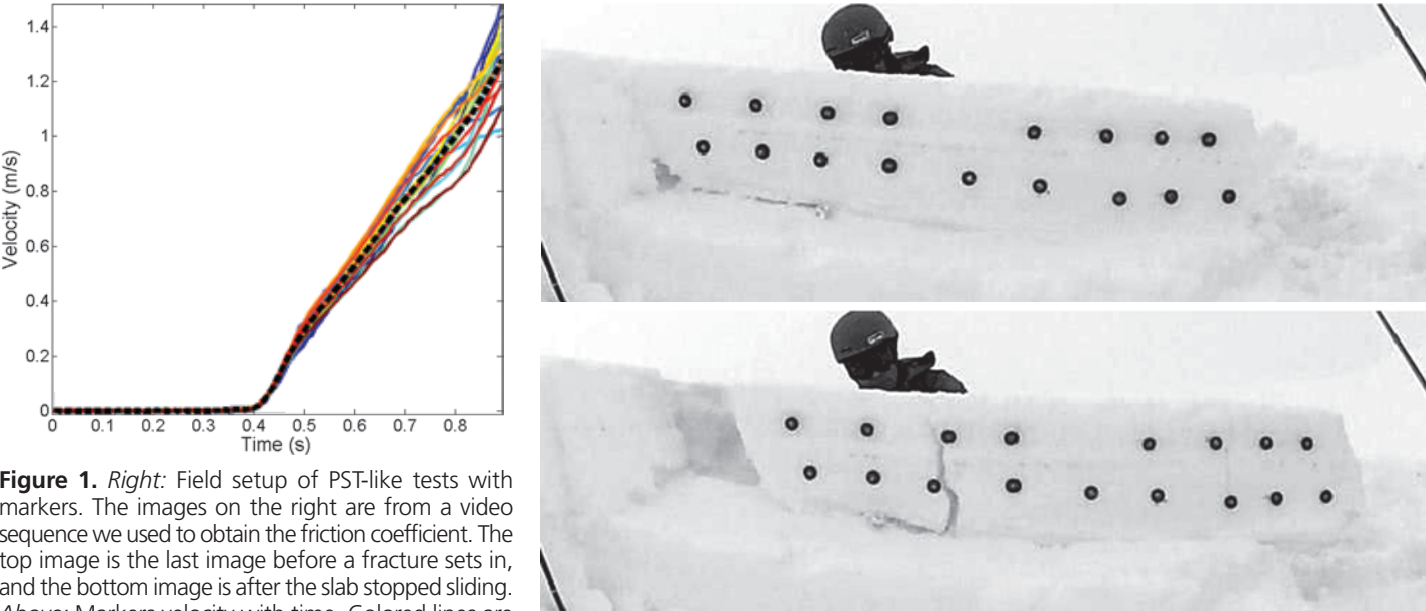 1.4
1.2
1
0.8
0.6
0.4
0.2
0
Velocity (m/s)
0 0.1 0.2 0.3 0.4 0.5 0.6 0.7 0.8
Time (s)
Figure 1. Right: Field setup of PST-like tests with
markers. The images on the right are from a video
sequence we used to obtain the friction coefficient. The
top image is the last image before a fracture sets in,
and the bottom image is after the slab stopped sliding.
Above: Markers velocity with time. Colored lines are